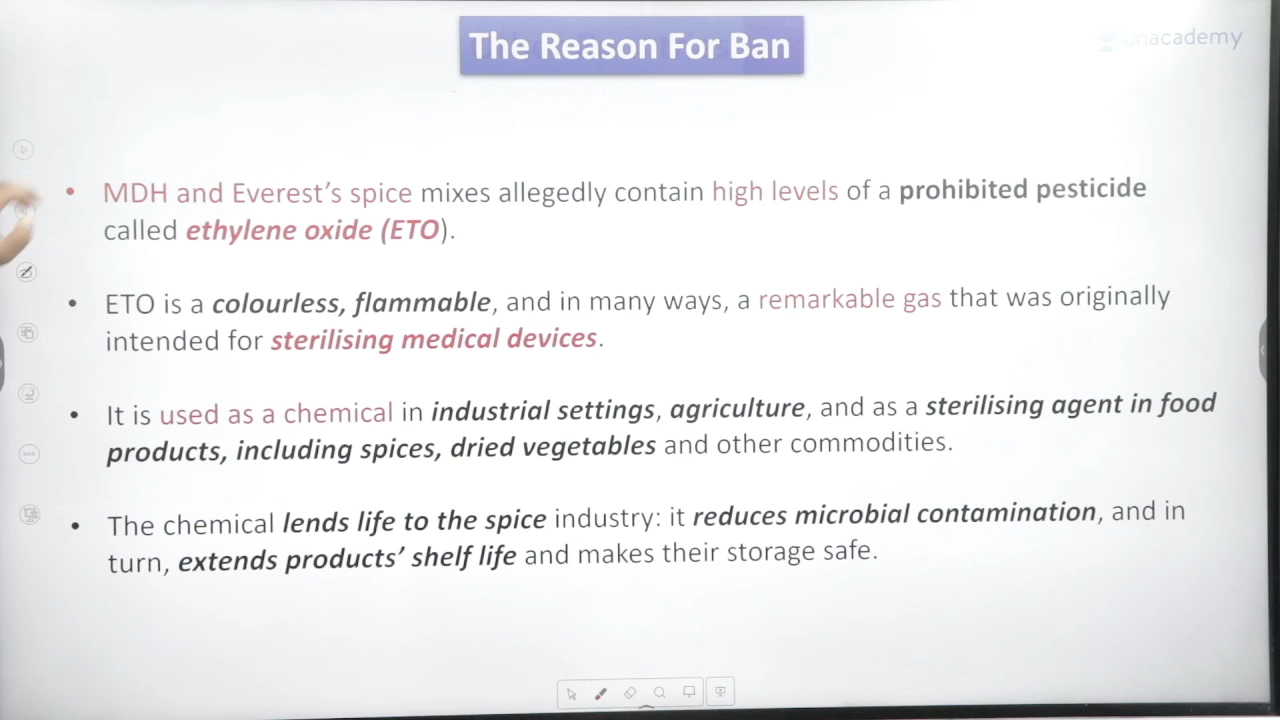 The Reason For Ban
unacademy
• MDH and Everest’s spice mixes allegedly contain high levels of a prohibited pesticide
called ethylene oxide (ETO).
• ETO is a colourless, flammable, and in many ways, a remarkable gas that was originally
intended for sterilising medical devices.
• It is used as a chemical in industrial settings, agriculture, and as a sterilising agent in food
products, including spices, dried vegetables and other commodities.
• The chemical lends life to the spice industry: it reduces microbial contamination, and in
turn, extends products’ shelf life and makes their storage safe.